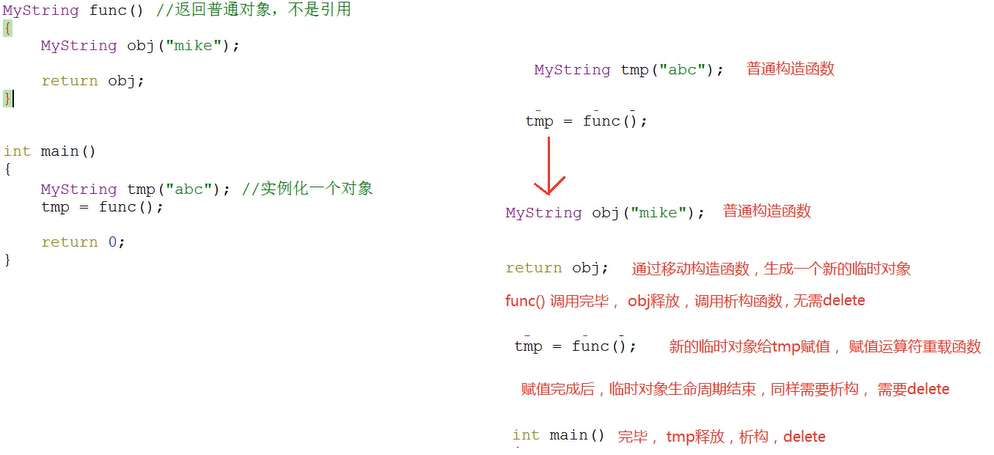 MyString func() //返回普通对象，不是引用
{
MyString obj("mike");
return obj;
}
int main()
{
MyString tmp("abc"); //实例化一个对象
tmp = func();
return 0;
}
MyString tmp("abc"); 普通构造函数
tmp = func();
MyString obj("mike"); 普通构造函数
return obj; 通过移动构造函数，生成一个新的临时对象
func() 调用完毕， obj释放，调用析构函数，无需delete
tmp = func(); 新的临时对象给tmp赋值， 赋值运算符重载函数
赋值完成后，临时对象生命周期结束，同样需要析构， 需要delete
int main() 完毕， tmp释放，析构，delete